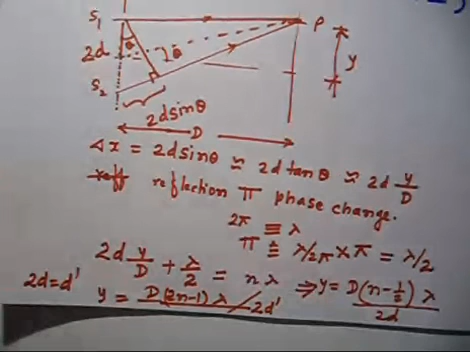 S₁ P
2d θ θ y
S₂
2d sinθ
D
Δx = 2d sinθ ≃ 2d tanθ ≃ 2d y/D
reflection π phase change.
2π ≡ λ
π ≙ λ/2π × π = λ/2
2d y/D + λ/2 = nλ ⇒ y = D(n-1/2)λ/2d
2d = d'
y = D(2n-1)λ/2d'